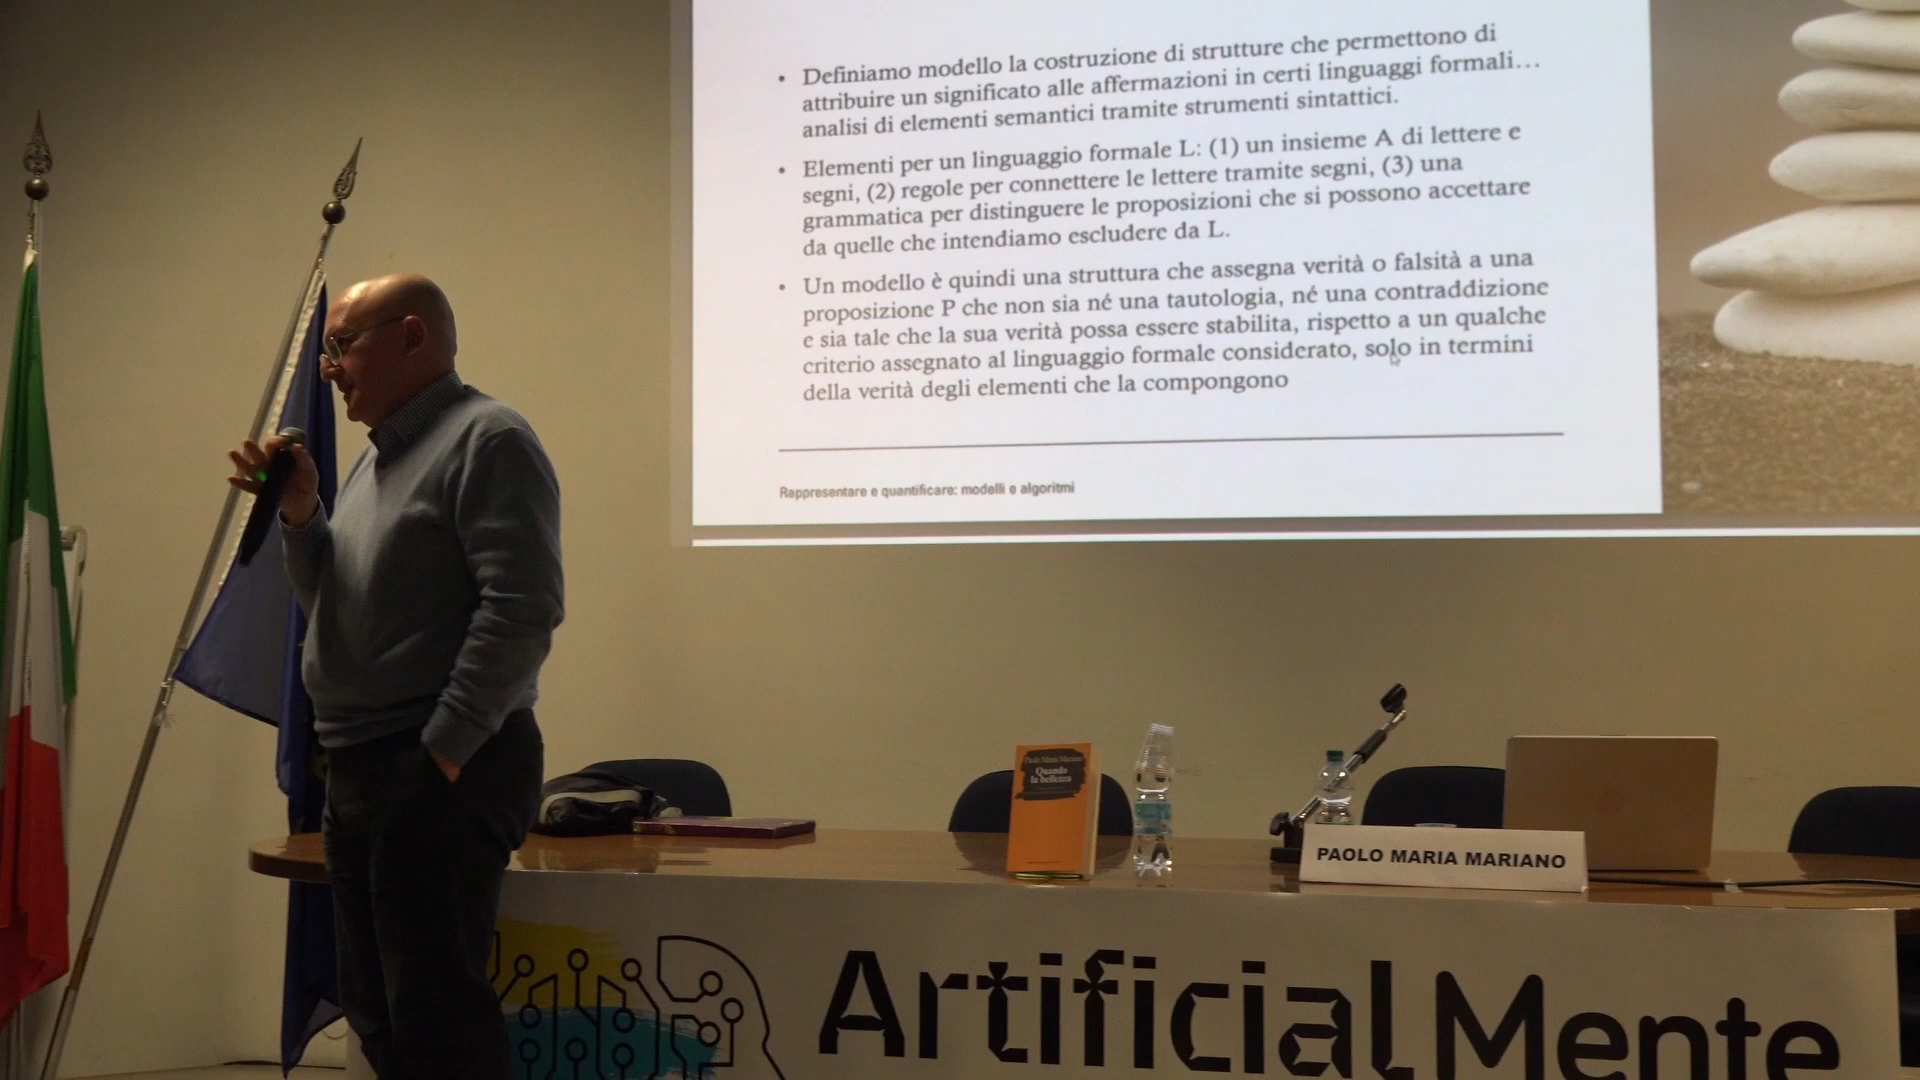 • Definiamo modello la costruzione di strutture che permettono di
attribuire un significato alle affermazioni in certi linguaggi formali…
analisi di elementi semantici tramite strumenti sintattici.
• Elementi per un linguaggio formale L: (1) un insieme A di lettere e
segni, (2) regole per connettere le lettere tramite segni, (3) una
grammatica per distinguere le proposizioni che si possono accettare
da quelle che intendiamo escludere da L.
• Un modello è quindi una struttura che assegna verità o falsità a una
proposizione P che non sia né una tautologia, né una contraddizione
e sia tale che la sua verità possa essere stabilita, rispetto a un qualche
criterio assegnato al linguaggio formale considerato, solo in termini
della verità degli elementi che la compongono
Rappresentare e quantificare: modelli e algoritmi
Paolo Maria Mariano
Quando
la bellezza
PAOLO MARIA MARIANO
ArtificialMente